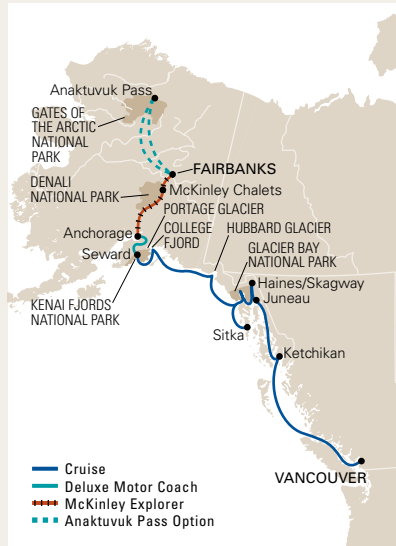 Anaktuvuk Pass
GATES OF
THE ARCTIC
NATIONAL
PARK
FAIRBANKS
DENALI
NATIONAL PARK
McKinley Chalets
PORTAGE GLACIER
Anchorage
COLLEGE
FJORD
HUBBARD GLACIER
Seward
GLACIER BAY
NATIONAL PARK
KENAI FJORDS
NATIONAL PARK
Haines/Skagway
Juneau
Sitka
Ketchikan
VANCOUVER
Cruise
Deluxe Motor Coach
McKinley Explorer
Anaktuvuk Pass Option